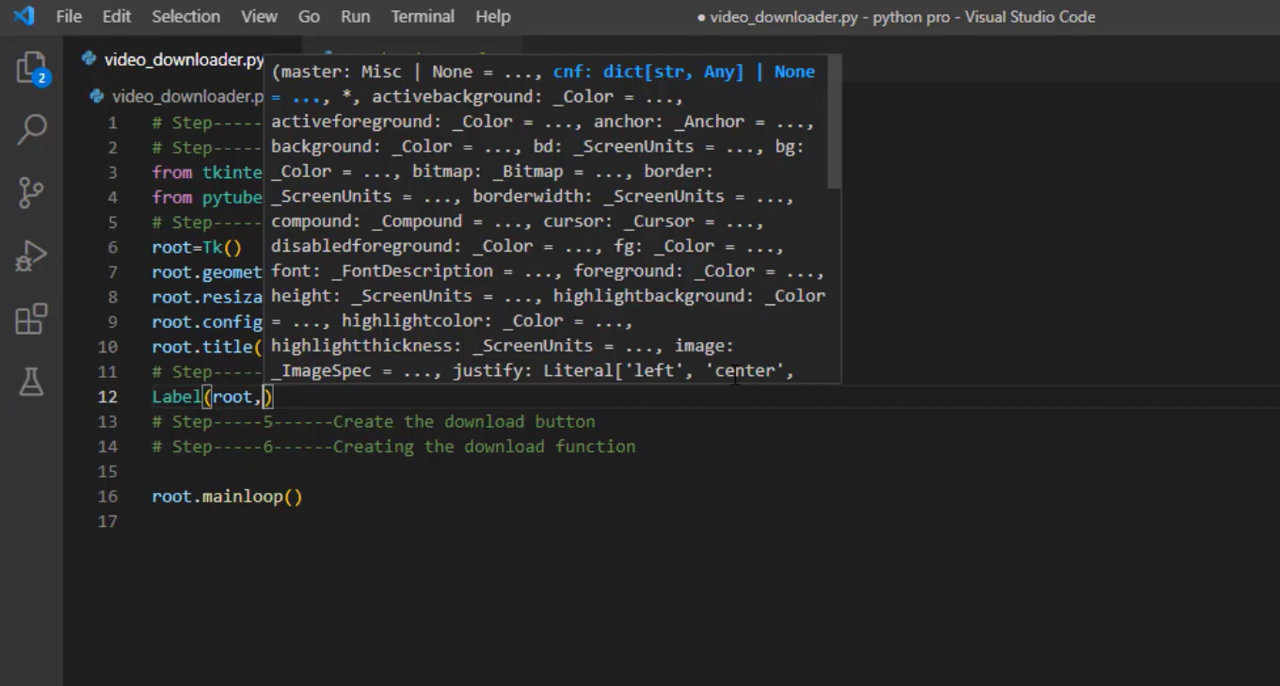 File Edit Selection View Go Run Terminal Help ● video_downloader.py - python pro - Visual Studio Code
2
video_downloader.py
video_downloader.p
(master: Misc | None = ..., cnf: dict[str, Any] | None
= ..., *, activebackground: _Color = ...,
activeforeground: _Color = ..., anchor: _Anchor = ...,
background: _Color = ..., bd: _ScreenUnits = ..., bg:
_Color = ..., bitmap: _Bitmap = ..., border:
_ScreenUnits = ..., borderwidth: _ScreenUnits = ...,
compound: _Compound = ..., cursor: _Cursor = ...,
disabledforeground: _Color = ..., fg: _Color = ...,
font: _FontDescription = ..., foreground: _Color = ...,
height: _ScreenUnits = ..., highlightbackground: _Color
= ..., highlightcolor: _Color = ...,
highlightthickness: _ScreenUnits = ..., image:
_ImageSpec = ..., justify: Literal['left', 'center',
1 # Step-----
2 # Step-----
3 from tkinte
4 from pytube
5 # Step-----
6 root=Tk()
7 root.geomet
8 root.resiza
9 root.config
10 root.title(
11 # Step-----
12 Label(root,)
13 # Step-----5------Create the download button
14 # Step-----6------Creating the download function
15
16 root.mainloop()
17